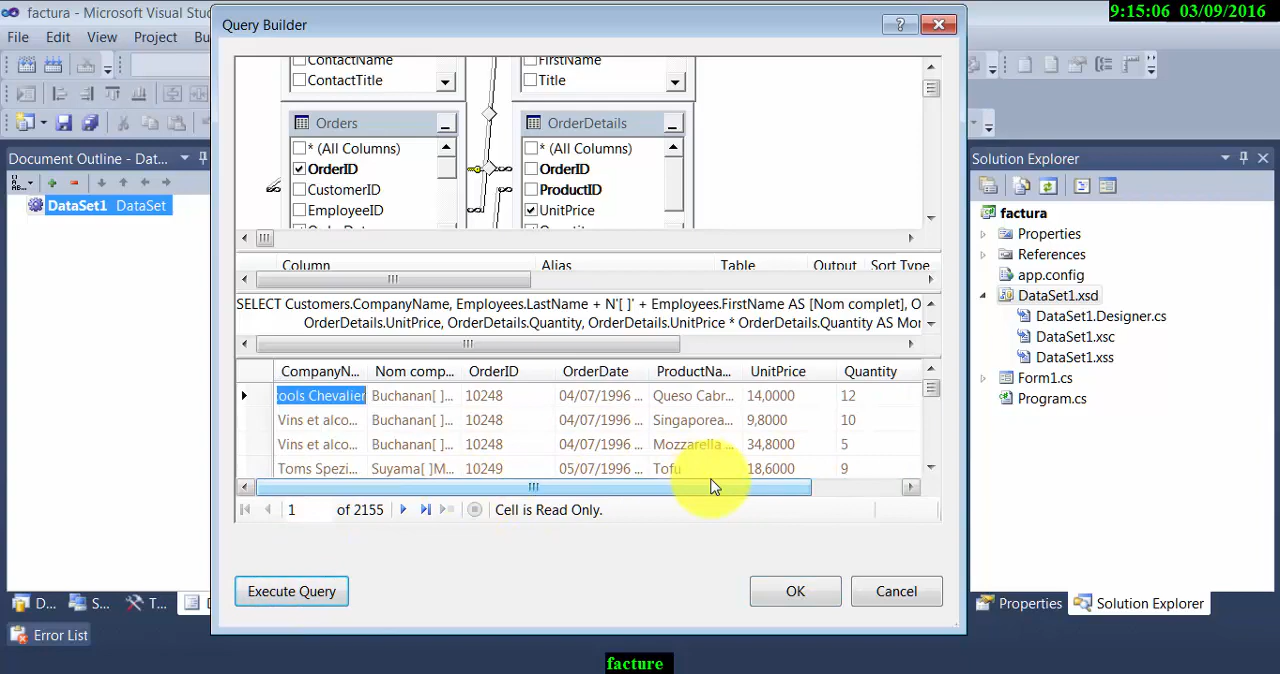 factura - Microsoft Visual Stud
9:15:06 03/09/2016
File Edit View Project Bu
Query Builder
ContactName
ContactTitle
FirstName
Title
Orders
* (All Columns)
OrderID
CustomerID
EmployeeID
OrderDetails
* (All Columns)
OrderID
ProductID
UnitPrice
Column Alias Table Output Sort Type
SELECT Customers.CompanyName, Employees.LastName + N'[ ]' + Employees.FirstName AS [Nom complet], O
OrderDetails.UnitPrice, OrderDetails.Quantity, OrderDetails.UnitPrice * OrderDetails.Quantity AS Mor
CompanyN... Nom comp... OrderID OrderDate ProductNa... UnitPrice Quantity
ools Chevalier Buchanan[ ]... 10248 04/07/1996 ... Queso Cabr... 14,0000 12
Vins et alco... Buchanan[ ]... 10248 04/07/1996 ... Singaporea... 9,8000 10
Vins et alco... Buchanan[ ]... 10248 04/07/1996 ... Mozzarella ... 34,8000 5
Toms Spezi... Suyama[ ]M... 10249 05/07/1996 ... Tofu 18,6000 9
1 of 2155 Cell is Read Only.
Execute Query OK Cancel
Document Outline - Dat...
DataSet1 DataSet
Solution Explorer
factura
Properties
References
app.config
DataSet1.xsd
DataSet1.Designer.cs
DataSet1.xsc
DataSet1.xss
Form1.cs
Program.cs
D... S... T...
Properties Solution Explorer
Error List
facture